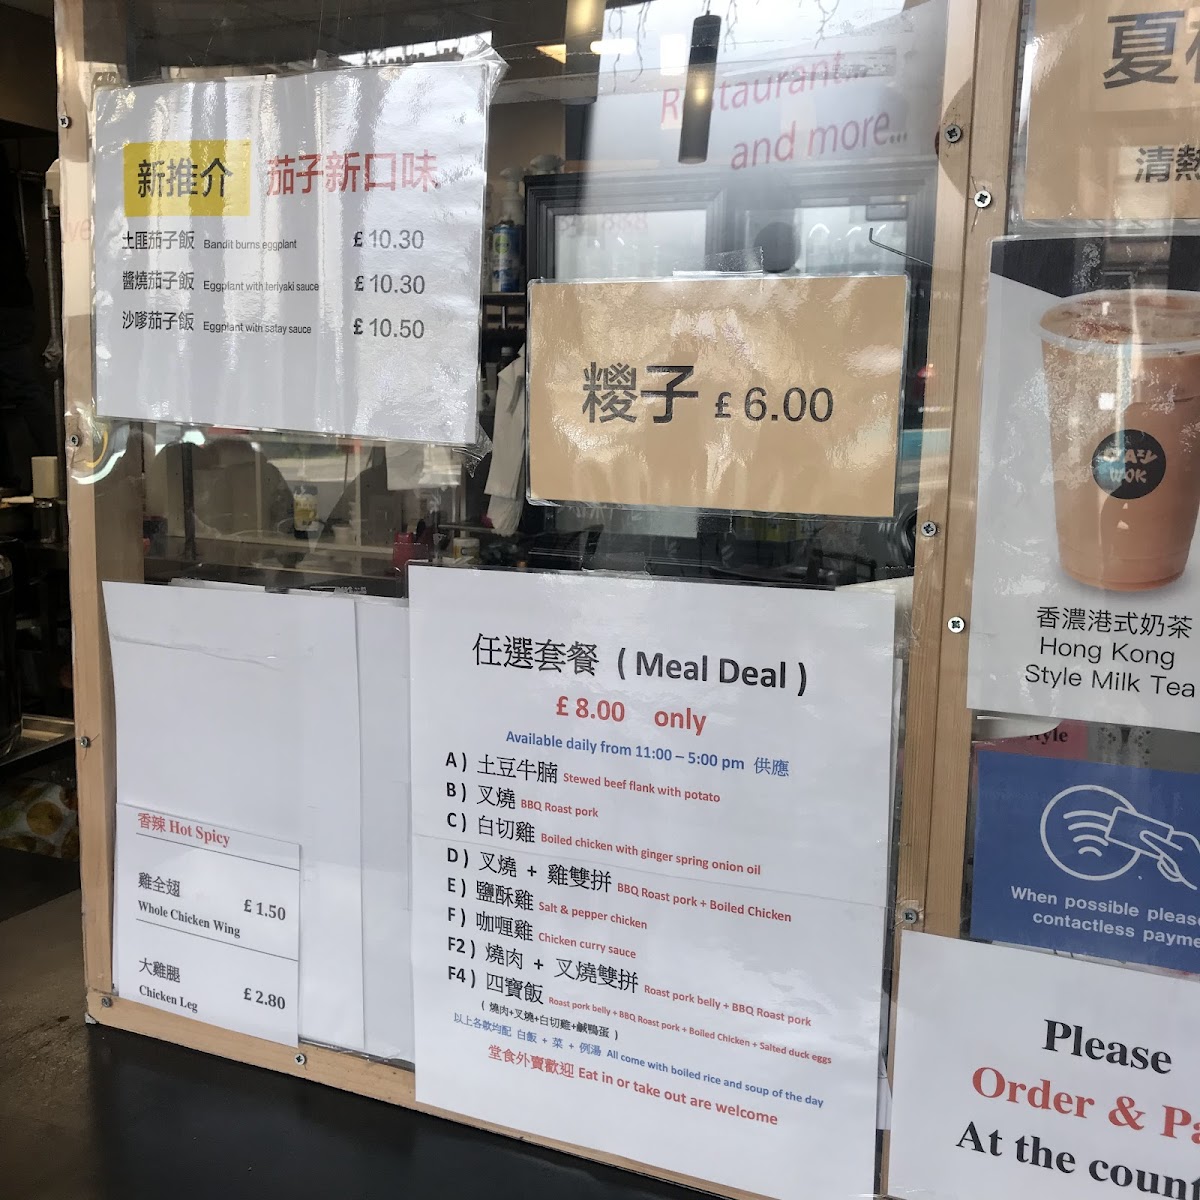 Restaurant
and more...
新推介 茄子新口味
土匪茄子飯 Bandit burns eggplant £ 10.30
醬燒茄子飯 Eggplant with teriyaki sauce £ 10.30
沙嗲茄子飯 Eggplant with satay sauce £ 10.50
糭子 £ 6.00
任選套餐 ( Meal Deal )
£ 8.00 only
Available daily from 11:00 – 5:00 pm 供應
A ) 土豆牛腩 Stewed beef flank with potato
B ) 叉燒 BBQ Roast pork
C ) 白切雞 Boiled chicken with ginger spring onion oil
D ) 叉燒 + 雞雙拼 BBQ Roast pork + Boiled Chicken
E ) 鹽酥雞 Salt & pepper chicken
F ) 咖喱雞 Chicken curry sauce
F2 ) 燒肉 + 叉燒雙拼 Roast pork belly + BBQ Roast pork
F4 ) 四寶飯 Roast pork belly + BBQ Roast pork + Boiled Chicken + Salted duck eggs
( 燒肉+叉燒+白切雞+鹹鴨蛋 )
以上各款均配 白飯 + 菜 + 例湯 All come with boiled rice and soup of the day
堂食外賣歡迎 Eat in or take out are welcome
香辣 Hot Spicy
雞全翅 £ 1.50
Whole Chicken Wing
大雞腿 £ 2.80
Chicken Leg
夏
清熱
WOK
香濃港式奶茶
Hong Kong
Style Milk Tea
When possible please
contactless payme
Please
Order & Pa
At the count